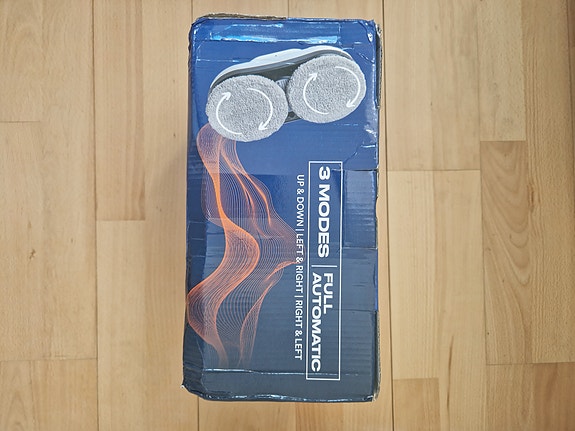 3 MODES | FULL AUTOMATIC
UP & DOWN | LEFT & RIGHT | RIGHT & LEFT